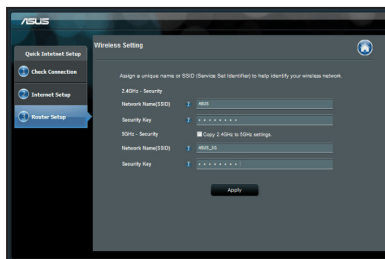 ASUS
Quick Internet Setup
Check Connection
Internet Setup
Router Setup
Wireless Setting
Assign a unique name or SSID (Service Set Identifier) to help identify your wireless network.
2.4GHz - Security
Network Name(SSID) ASUS
Security Key
5GHz - Security Copy 2.4GHz to 5GHz settings.
Network Name(SSID) ASUS_5G
Security Key
Apply